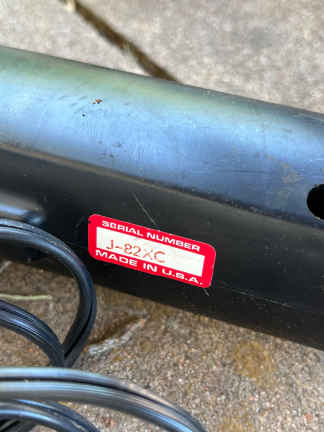 SERIAL NUMBER
J-82XC
MADE IN U.S.A.